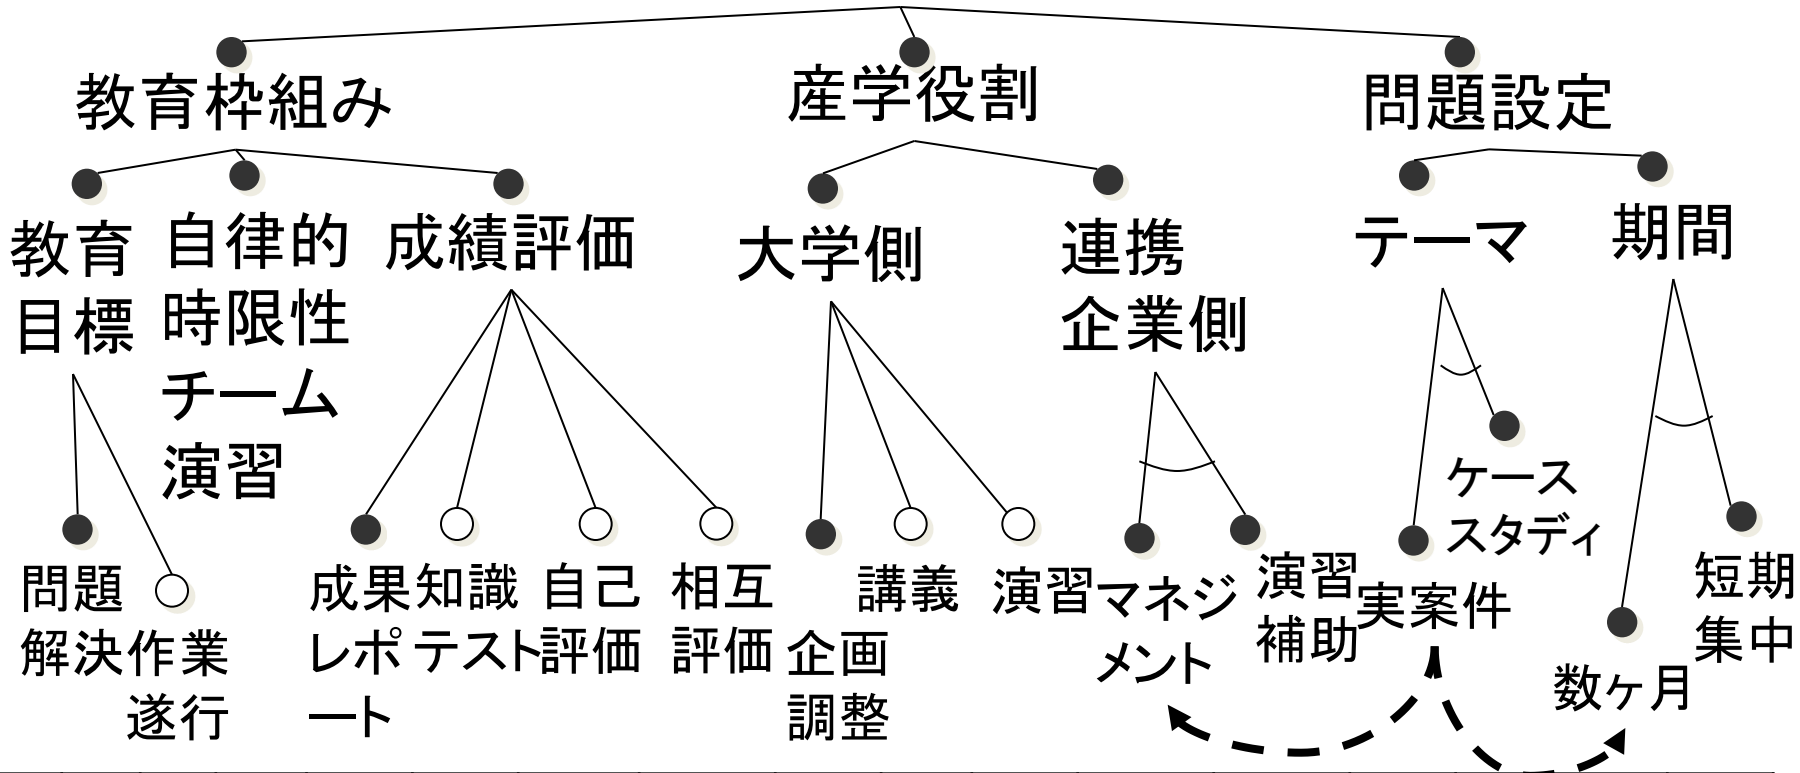 教育枠組み
産学役割
問題設定
教育
目標
自律的
時限性
チーム
演習
成績評価
大学側
連携
企業側
テーマ
期間
問題
解決
作業
遂行
成果
レポ
ート
知識
テスト
自己
評価
相互
評価
企画
調整
講義
演習
マネジ
メント
演習
補助
実案件
ケース
スタディ
数ヶ月
短期
集中